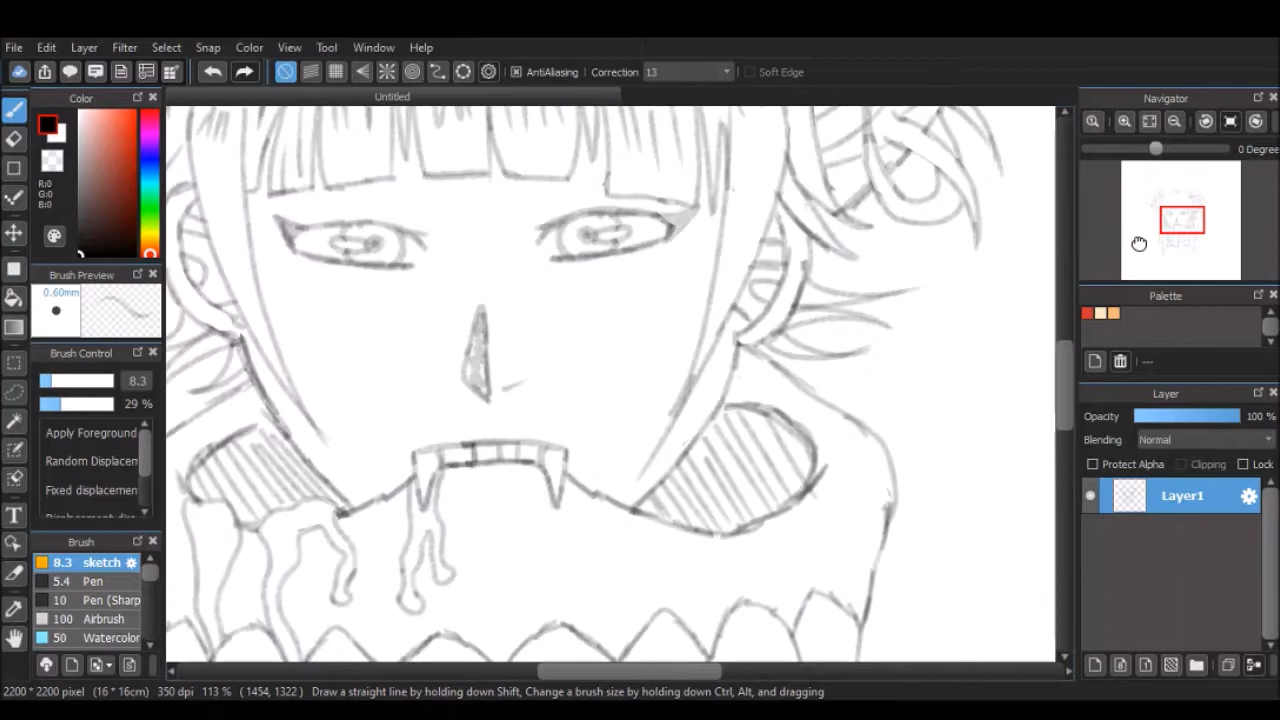 File Edit Layer Filter Select Snap Color View Tool Window Help
AntiAliasing Correction 13 Soft Edge
Color
Untitled
Navigator
0 Degree
R:0
G:0
B:0
Brush Preview
0.60mm
Palette
---
Brush Control
8.3
29 %
Layer
Opacity 100 %
Apply Foreground
Blending Normal
Random Displacem
Protect Alpha Clipping Lock
Fixed displacemen
Layer1
Brush
8.3 sketch
5.4 Pen
10 Pen (Sharp
100 Airbrush
50 Watercolor
T
2200 * 2200 pixel (16 * 16cm) 350 dpi 113 % ( 1454, 1322 ) Draw a straight line by holding down Shift, Change a brush size by holding down Ctrl, Alt, and dragging